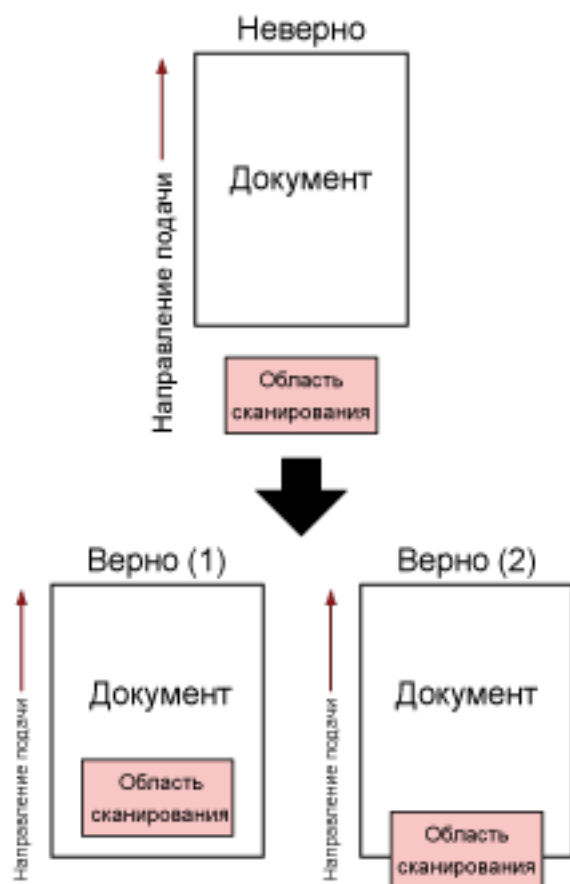 Неверно
Направление подачи
Документ
Область
сканирования
Верно (1)
Верно (2)
Направление подачи
Документ
Область
сканирования
Направление подачи
Документ
Область
сканирования